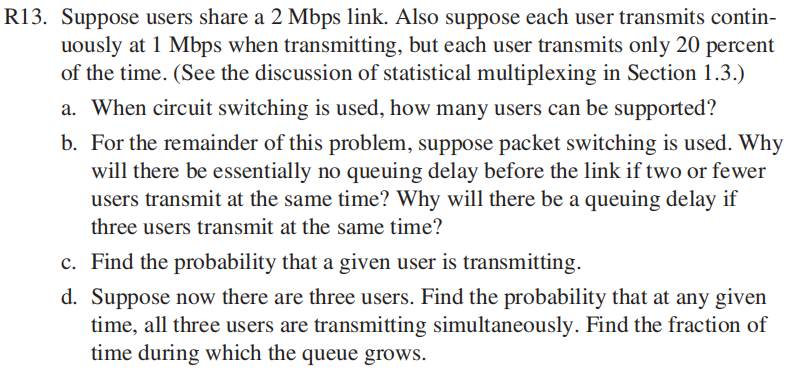 R13. Suppose users share a 2 Mbps link. Also suppose each user transmits contin-
uously at 1 Mbps when transmitting, but each user transmits only 20 percent
of the time. (See the discussion of statistical multiplexing in Section 1.3.)
a. When circuit switching is used, how many users can be supported?
b. For the remainder of this problem, suppose packet switching is used. Why
will there be essentially no queuing delay before the link if two or fewer
users transmit at the same time? Why will there be a queuing delay if
three users transmit at the same time?
c. Find the probability that a given user is transmitting.
d. Suppose now there are three users. Find the probability that at any given
time, all three users are transmitting simultaneously. Find the fraction of
time during which the queue grows.